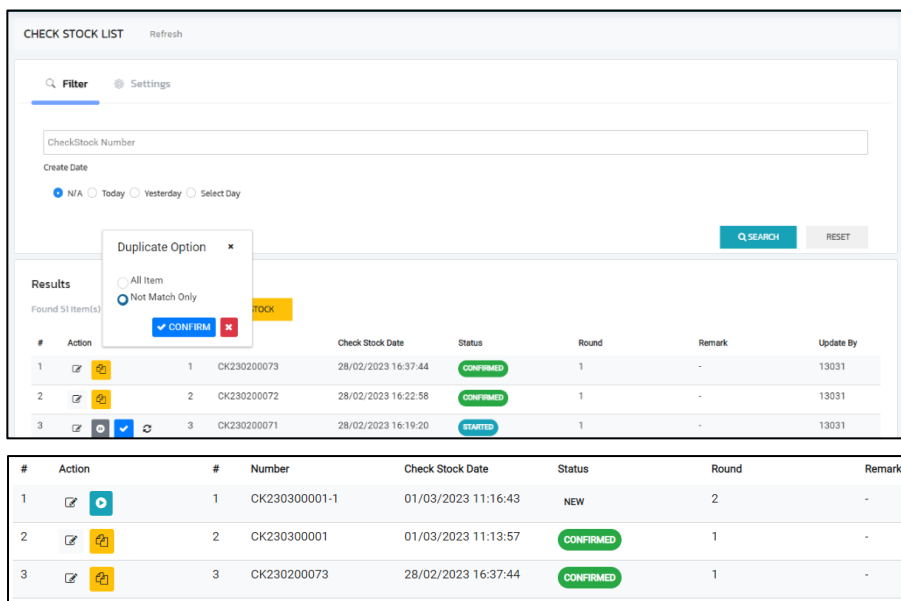 CHECK STOCK LIST Refresh
Filter Settings
CheckStock Number
Create Date
N/A Today Yesterday Select Day
SEARCH RESET
Duplicate Option ×
All Item
Not Match Only
CONFIRM
Results
Found 51 Item(s) TOCK
# Action Check Stock Date Status Round Remark Update By
1 1 CK230200073 28/02/2023 16:37:44 CONFIRMED 1 - 13031
2 2 CK230200072 28/02/2023 16:22:58 CONFIRMED 1 - 13031
3 3 CK230200071 28/02/2023 16:19:20 STARTED 1 - 13031
# Action # Number Check Stock Date Status Round Remark
1 1 CK230300001-1 01/03/2023 11:16:43 NEW 2 -
2 2 CK230300001 01/03/2023 11:13:57 CONFIRMED 1 -
3 3 CK230200073 28/02/2023 16:37:44 CONFIRMED 1 -